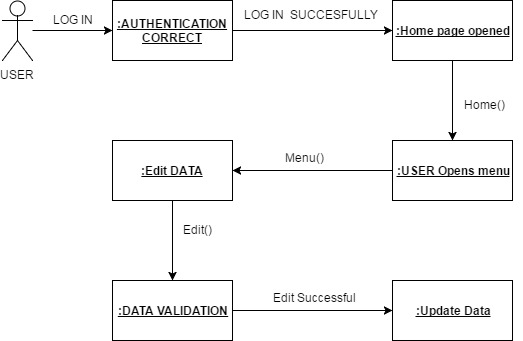 LOG IN
:AUTHENTICATION
CORRECT
LOG IN  SUCCESFULLY
:Home page opened
USER
Home()
:Edit DATA
Menu()
:USER Opens menu
Edit()
:DATA VALIDATION
Edit Successful
:Update Data